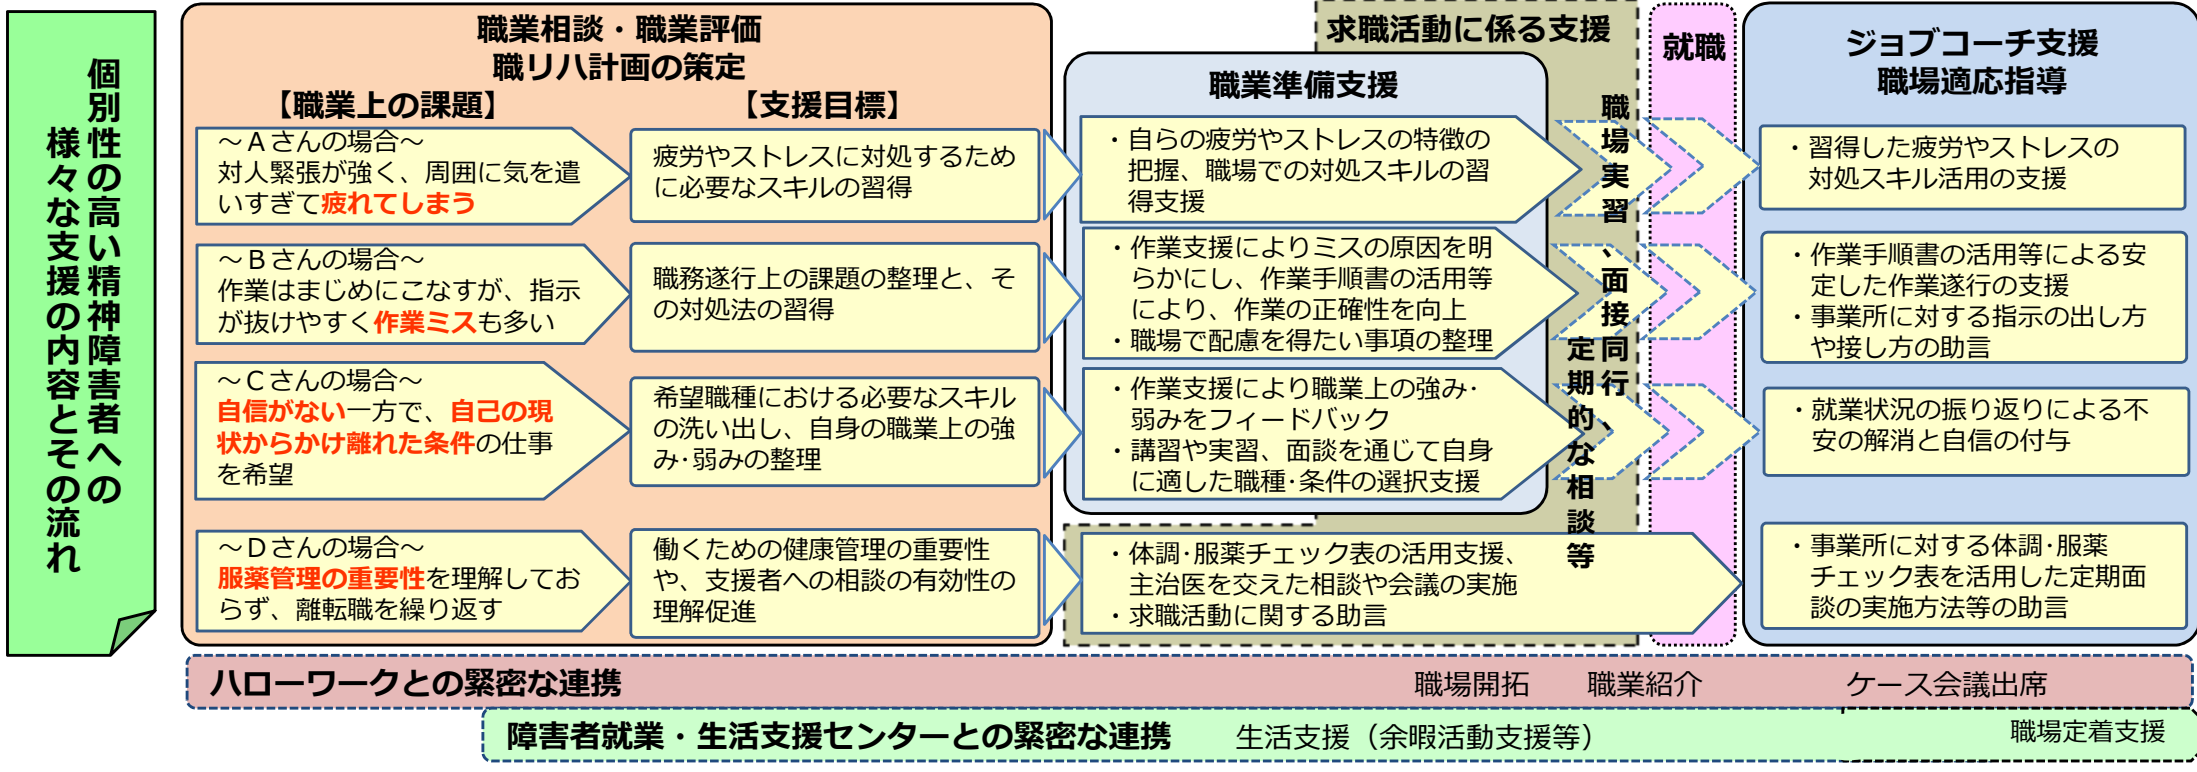 個別性の高い精神障害者への
様々な支援の内容とその流れ
職業相談・職業評価
職リハ計画の策定
【職業上の課題】
【支援目標】
～Ａさんの場合～
対人緊張が強く、周囲に気を遣
いすぎて疲れてしまう
疲労やストレスに対処するため
に必要なスキルの習得
～Ｂさんの場合～
作業はまじめにこなすが、指示
が抜けやすく作業ミスも多い
職務遂行上の課題の整理と、そ
の対処法の習得
～Ｃさんの場合～
自信がない一方で、自己の現
状からかけ離れた条件の仕事
を希望
希望職種における必要なスキル
の洗い出し、自身の職業上の強
み･弱みの整理
～Ｄさんの場合～
服薬管理の重要性を理解してお
らず、離転職を繰り返す
働くための健康管理の重要性
や、支援者への相談の有効性の
理解促進
求職活動に係る支援
職業準備支援
・自らの疲労やストレスの特徴の
把握、職場での対処スキルの習
得支援
・作業支援によりミスの原因を明
らかにし、作業手順書の活用等
により、作業の正確性を向上
・職場で配慮を得たい事項の整理
・作業支援により職業上の強み･
弱みをフィードバック
・講習や実習、面談を通じて自身
に適した職種･条件の選択支援
・体調･服薬チェック表の活用支援、
主治医を交えた相談や会議の実施
・求職活動に関する助言
職場実習、面接同行、
定期的な相談等
就職
ジョブコーチ支援
職場適応指導
・習得した疲労やストレスの
対処スキル活用の支援
・作業手順書の活用等による安
定した作業遂行の支援
・事業所に対する指示の出し方
や接し方の助言
・就業状況の振り返りによる不
安の解消と自信の付与
・事業所に対する体調･服薬
チェック表を活用した定期面
談の実施方法等の助言
ハローワークとの緊密な連携 職場開拓 職業紹介 ケース会議出席
障害者就業・生活支援センターとの緊密な連携 生活支援（余暇活動支援等） 職場定着支援